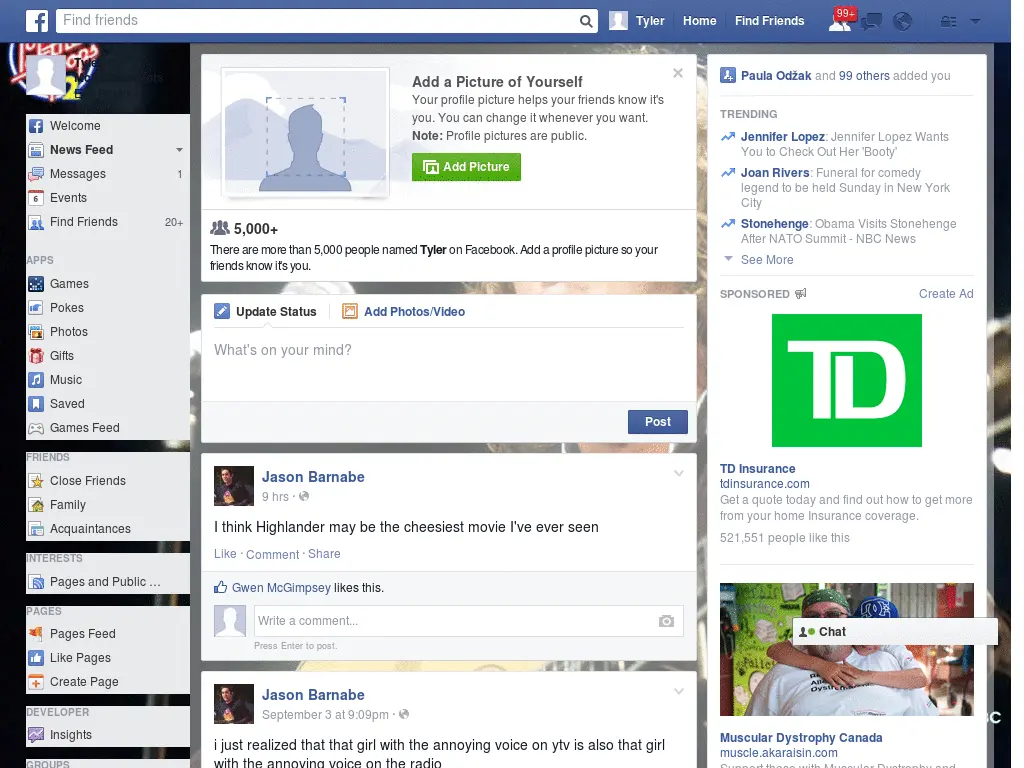 Find friends
Tyler
Home
Find Friends
99+
Welcome
News Feed
Messages 1
6 Events
Find Friends 20+
APPS
Games
Pokes
Photos
Gifts
Music
Saved
Games Feed
FRIENDS
Close Friends
Family
Acquaintances
INTERESTS
Pages and Public ...
PAGES
Pages Feed
Like Pages
Create Page
DEVELOPER
Insights
GROUPS
Add a Picture of Yourself
Your profile picture helps your friends know it's
you. You can change it whenever you want.
Note: Profile pictures are public.
Add Picture
5,000+
There are more than 5,000 people named Tyler on Facebook. Add a profile picture so your
friends know it's you.
Update Status
Add Photos/Video
What's on your mind?
Post
Jason Barnabe
9 hrs ·
I think Highlander may be the cheesiest movie I've ever seen
Like · Comment · Share
Gwen McGimpsey likes this.
Write a comment...
Press Enter to post.
Jason Barnabe
September 3 at 9:09pm ·
i just realized that that girl with the annoying voice on ytv is also that girl
with the annoying voice on the radio
Paula Odžak and 99 others added you
TRENDING
Jennifer Lopez: Jennifer Lopez Wants
You to Check Out Her 'Booty'
Joan Rivers: Funeral for comedy
legend to be held Sunday in New York
City
Stonehenge: Obama Visits Stonehenge
After NATO Summit - NBC News
See More
SPONSORED Create Ad
TD
TD Insurance
tdinsurance.com
Get a quote today and find out how to get more
from your home Insurance coverage.
521,551 people like this
Chat
Muscular Dystrophy Canada
muscle.akaraisin.com
Support those with Muscular Dystrophy and